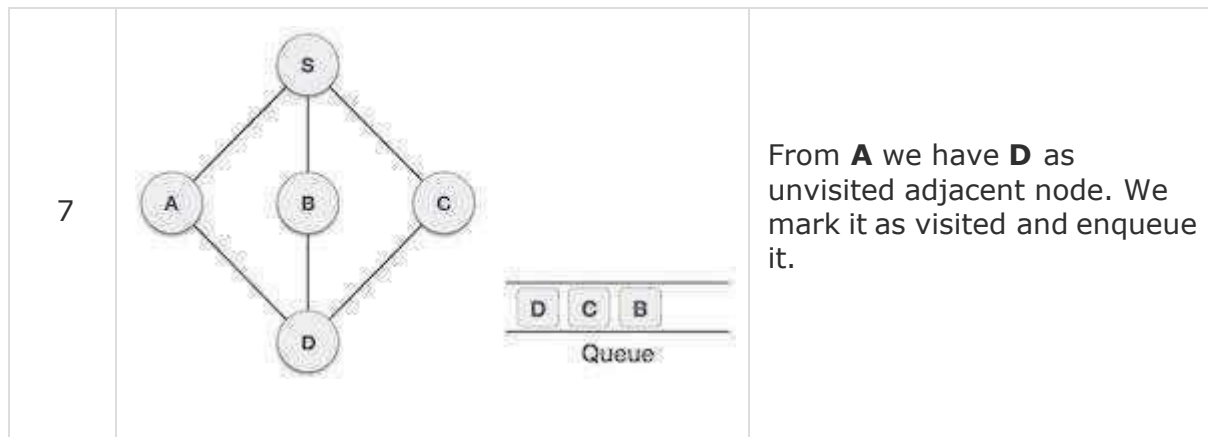 7
S
A
B
C
D
D C B
Queue
From A we have D as
unvisited adjacent node. We
mark it as visited and enqueue
it.